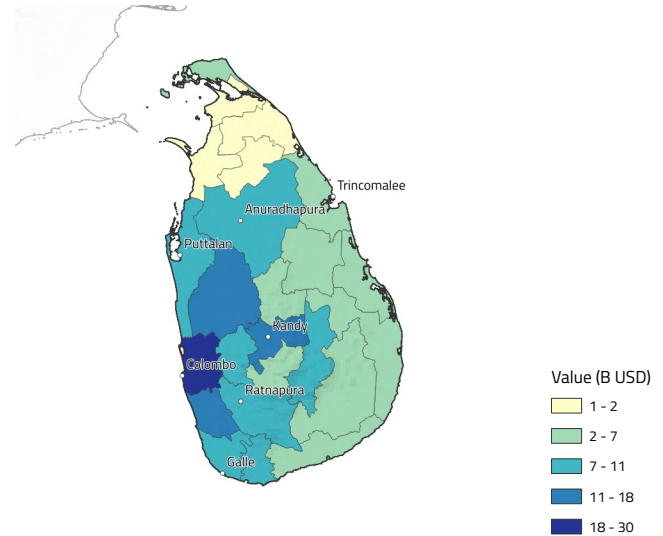 Trincomalee
Anuradhapura
Puttalan
Kandy
Colombo
Ratnapura
Galle
Value (B USD)
1 - 2
2 - 7
7 - 11
11 - 18
18 - 30